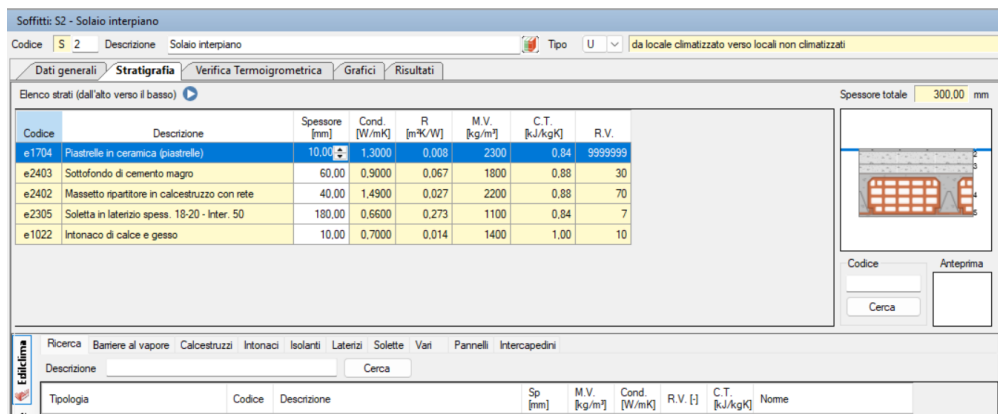 Soffitti: S2 - Solaio interpiano
Codice S 2 Descrizione Solaio interpiano Tipo U da locale climatizzato verso locali non climatizzati
Dati generali Stratigrafia Verifica Termoigrometrica Grafici Risultati
Elenco strati (dall'alto verso il basso) Spessore totale 300,00 mm
Codice Descrizione Spessore [mm] Cond. [W/mK] R [m²K/W] M.V. [kg/m³] C.T. [kJ/kgK] R.V.
e1704 Piastrelle in ceramica (piastrelle) 10,00 1,3000 0,008 2300 0,84 9999999
e2403 Sottofondo di cemento magro 60,00 0,9000 0,067 1800 0,88 30
e2402 Massetto ripartitore in calcestruzzo con rete 40,00 1,4900 0,027 2200 0,88 70
e2305 Soletta in laterizio spess. 18-20 - Inter. 50 180,00 0,6600 0,273 1100 0,84 7
e1022 Intonaco di calce e gesso 10,00 0,7000 0,014 1400 1,00 10
2
3
4
5
Codice Anteprima
Cerca
Edilclima
Ricerca Barriere al vapore Calcestruzzi Intonaci Isolanti Laterizi Solette Vari Pannelli Intercapedini
Descrizione Cerca
Tipologia Codice Descrizione Sp [mm] M.V. [kg/m³] Cond. [W/mK] R.V. [-] C.T. [kJ/kgK] Nome